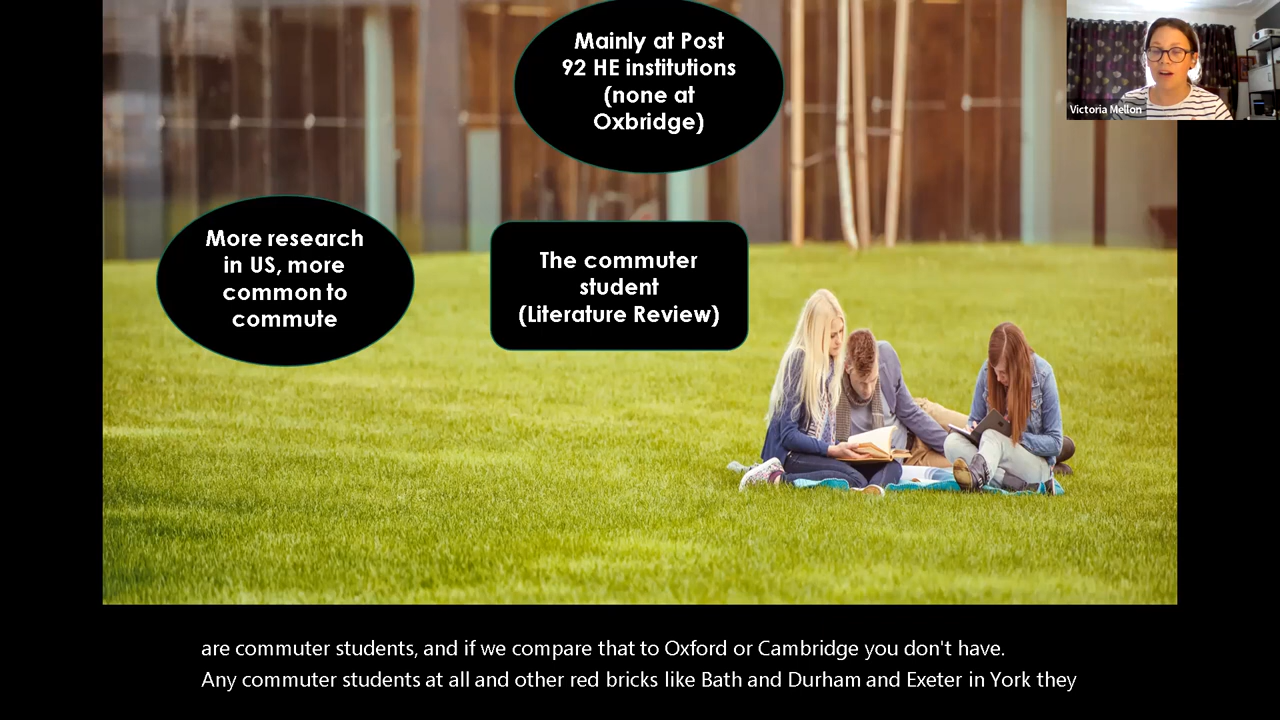 Mainly at Post
92 HE institutions
(none at
Oxbridge)
Victoria Mellon
More research
in US, more
common to
commute
The commuter
student
(Literature Review)
are commuter students, and if we compare that to Oxford or Cambridge you don't have.
Any commuter students at all and other red bricks like Bath and Durham and Exeter in York they